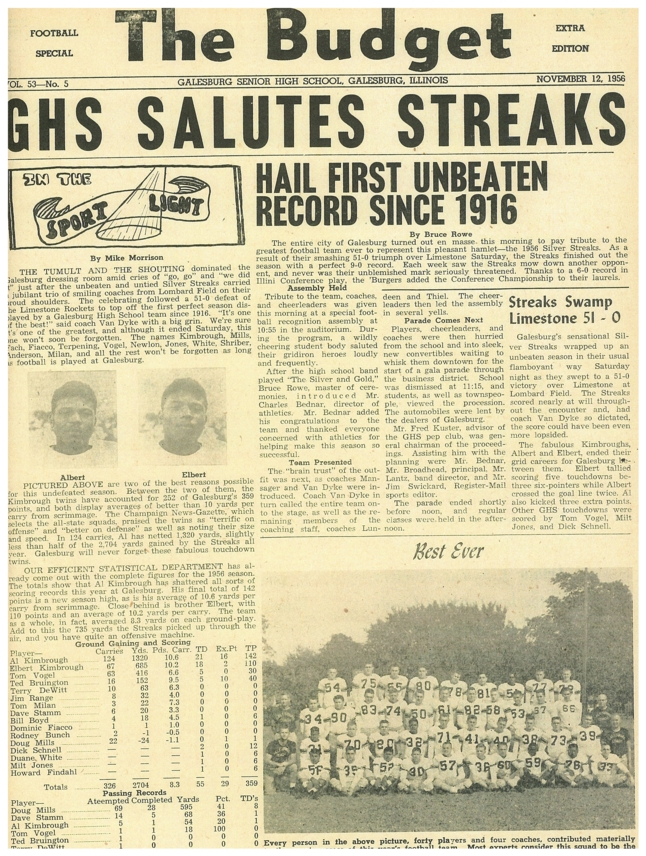 FOOTBALL
SPECIAL
The Budget
EXTRA
EDITION
VOL. 53—No. 5
GALESBURG SENIOR HIGH SCHOOL, GALESBURG, ILLINOIS
NOVEMBER 12, 1956
GHS SALUTES STREAKS
IN THE
SPORT LIGHT
By Mike Morrison
THE TUMULT AND THE SHOUTING dominated the
Galesburg dressing room amid cries of "go, go" and "we did
it" just after the unbeaten and untied Silver Streaks carried
a jubilant trio of smiling coaches from Lombard Field on their
proud shoulders. The celebrating followed a 51-0 defeat of
the Limestone Rockets to top off the first perfect season dis-
played by a Galesburg High School team since 1916. "It's one
of the best!" said coach Van Dyke with a big grin. We're sure
it's one of the greatest, and although it ended Saturday, this
one won't soon be forgotten. The names Kimbrough, Mills,
Fach, Fiacco, Terpening, Vogel, Newlon, Jones, White, Shriber,
Anderson, Milan, and all the rest won't be forgotten as long
as football is played at Galesburg.
Albert
Elbert
PICTURED ABOVE are two of the best reasons possible
for this undefeated season. Between the two of them, the
Kimbrough twins have accounted for 252 of Galesburg's 359
points, and both display averages of better than 10 yards per
carry from scrimmage. The Champaign News-Gazette, which
selects the all-state squads, praised the twins as "terrific on
offense" and "better on defense" as well as noting their size
and speed. In 124 carries, Al has netted 1,320 yards, slightly
less than half of the 2,704 yards gained by the Streaks all
year. Galesburg will never forget these fabulous touchdown
twins.
OUR EFFICIENT STATISTICAL DEPARTMENT has al-
ready come out with the complete figures for the 1956 season.
The totals show that Al Kimbrough has shattered all sorts of
scoring records this year at Galesburg. His final total of 142
points is a new season high, as is his average of 10.6 yards per
carry from scrimmage. Close behind is brother Elbert, with
110 points and an average of 10.2 yards per carry. The team
as a whole, in fact, averaged 8.3 yards on each ground-play.
Add to this the 735 yards the Streaks picked up through the
air, and you have quite an offensive machine.
Ground Gaining and Scoring
Player— Carries Yds. Pds. Carr. TD Ex.Pt TP
Al Kimbrough 124 1320 10.6 21 16 142
Elbert Kimbrough 67 685 10.2 18 2 110
Tom Vogel 63 416 6.6 5 0 30
Ted Bruington 16 152 9.5 5 10 40
Terry DeWitt 10 63 6.3 0 0 0
Jim Range 8 32 4.0 0 0 0
Tom Milan 3 22 7.3 0 0 0
Dave Stamm 6 20 3.3 0 0 0
Bill Boyd 4 18 4.5 1 0 6
Dominic Fiacco 1 1 1.0 0 0 0
Rodney Bunch 2 -1 -0.5 0 1 1
Doug Mills 22 -24 -1.1 0 0 1
Dick Schnell — — — 2 0 12
Duane White — — — 1 0 6
Milt Jones — — — 1 0 6
Howard Findahl — — — 1 0 6
Totals 326 2704 8.3 55 29 359
Passing Records
Player— Ateempted Completed Yards Pct. TD's
Doug Mills 69 28 595 41 8
Dave Stamm 14 5 68 36 1
Al Kimbrough 5 1 54 20 1
Tom Vogel 1 1 18 100 0
Ted Bruington 1 0 0 0 0
HAIL FIRST UNBEATEN
RECORD SINCE 1916
By Bruce Rowe
The entire city of Galesburg turned out en masse this morning to pay tribute to the
greatest football team ever to represent this pleasant hamlet—the 1956 Silver Streaks. As a
result of their smashing 51-0 triumph over Limestone Saturday, the Streaks finished out the
season with a perfect 9-0 record. Each week saw the Streaks mow down another oppon-
ent, and never was their unblemished mark seriously threatened. Thanks to a 6-0 record in
Illini Conference play, the 'Burgers added the Conference Championship to their laurels.
Assembly Held
Tribute to the team, coaches,
and cheerleaders was given
this morning at a special foot-
ball recognition assembly at
10:55 in the auditorium. Dur-
ing the program, a wildly
cheering student body saluted
their gridiron heroes loudly
and frequently.
After the high school band
played "The Silver and Gold,"
Bruce Rowe, master of cere-
monies, introduced Mr.
Charles Bednar, director of
athletics. Mr. Bednar added
his congratulations to the
team and thanked everyone
concerned with athletics for
helping make this season so
successful.
Team Presented
The "brain trust" of the out-
fit was next, as coaches Man-
sager and Van Dyke were in-
troduced. Coach Van Dyke in
turn called the entire team on-
to the stage, as well as the re-
maining members of the
coaching staff, coaches Lun-
deen and Thiel. The cheer-
leaders then led the assembly
in several yells.
Parade Comes Next
Players, cheerleaders, and
coaches were then hurried
from the school and into sleek,
new convertibles waiting to
whisk them downtown for the
start of a gala parade through
the business district. School
was dismissed at 11:15, and
students, as well as townspeo-
ple, viewed the procession.
The automobiles were lent by
the dealers of Galesburg.
Mr. Fred Kuster, advisor of
the GHS pep club, was gen-
eral chairman of the proceed-
ings. Assisting him with the
planning were Mr. Bednar,
Mr. Broadhead, principal, Mr.
Lantz, band director, and Mr.
Jim Swickard, Register-Mail
sports editor.
The parade ended shortly
before noon, and regular
classes were held in the after-
noon.
Streaks Swamp
Limestone 51 - 0
Galesburg's sensational Sil-
ver Streaks wrapped up an
unbeaten season in their usual
flamboyant way Saturday
night as they swept to a 51-0
victory over Limestone at
Lombard Field. The Streaks
scored nearly at will through-
out the encounter, and had
coach Van Dyke so dictated,
the score could have been even
more lopsided.
The fabulous Kimbroughs,
Albert and Elbert, ended their
grid careers for Galesburg be-
tween them. Elbert tallied
scoring five touchdowns be-
three six-pointers while Albert
crossed the goal line twice. Al
also kicked three extra points.
Other GHS touchdowns were
scored by Tom Vogel, Milt
Jones, and Dick Schnell.
Best Ever
Every person in the above picture, forty players and four coaches, contributed materially